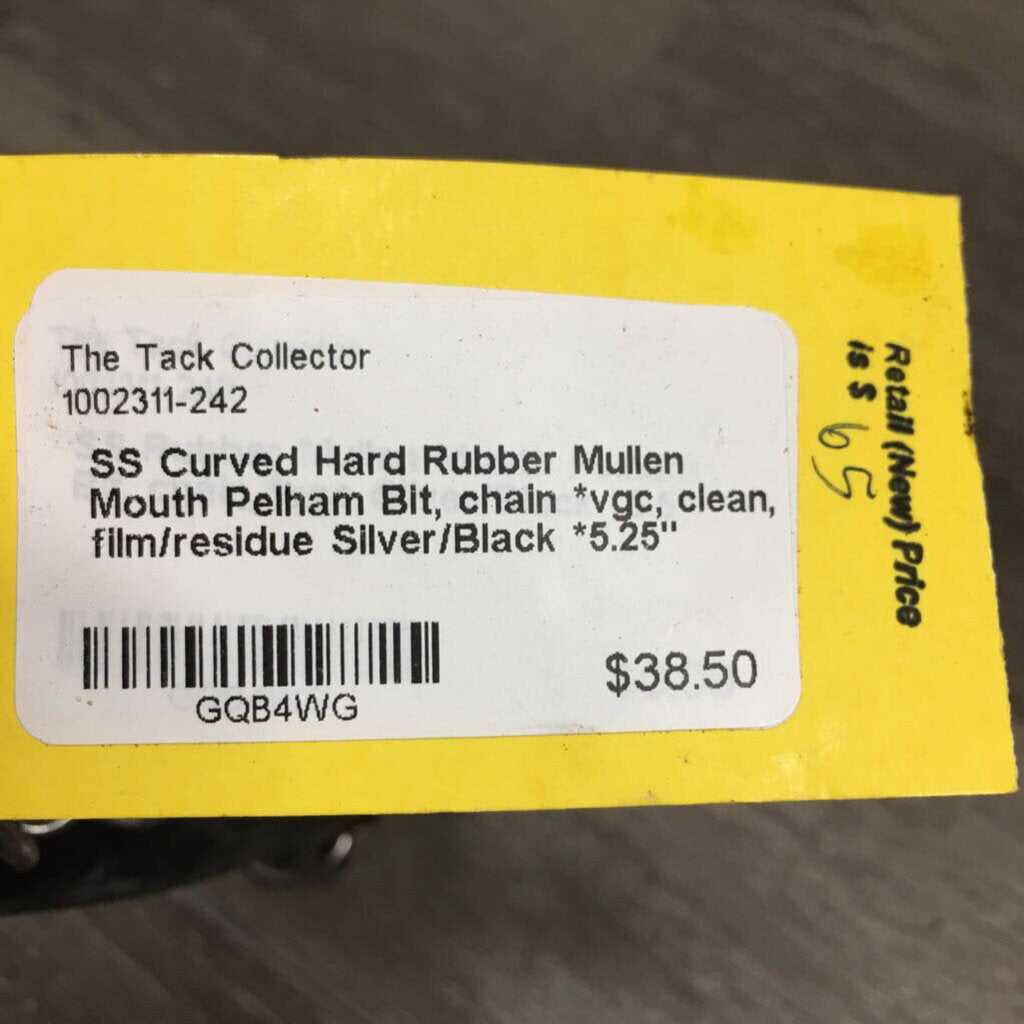 The Tack Collector
1002311-242
SS Curved Hard Rubber Mullen
Mouth Pelham Bit, chain *vgc, clean,
film/residue Silver/Black *5.25"
GQB4WG
$38.50
Retail (New) Price
is $ 65